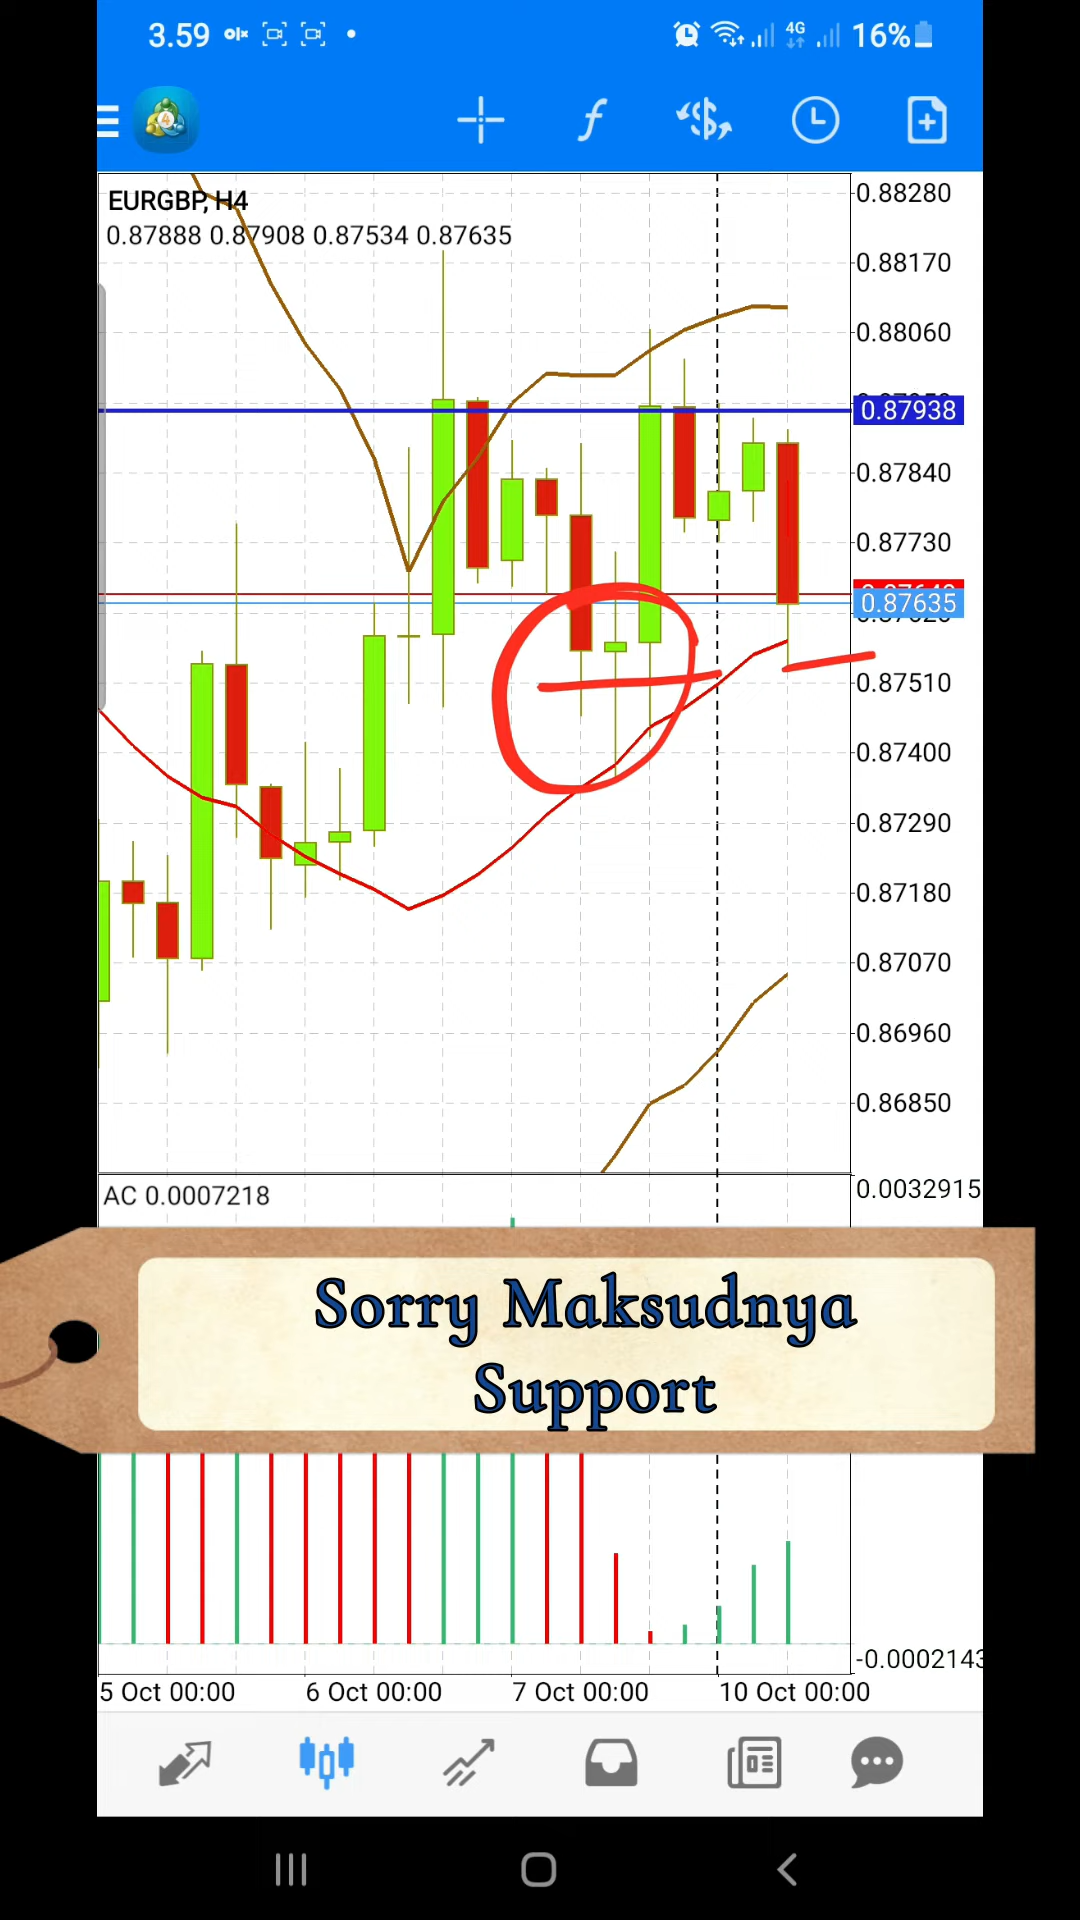 3.59
4G
16%
EURGBP, H4
0.87888 0.87908 0.87534 0.87635
0.88280
0.88170
0.88060
0.87938
0.87840
0.87730
0.87635
0.87510
0.87400
0.87290
0.87180
0.87070
0.86960
0.86850
AC 0.0007218
0.0032915
Sorry Maksudnya
Support
-0.0002143
5 Oct 00:00 6 Oct 00:00 7 Oct 00:00 10 Oct 00:00